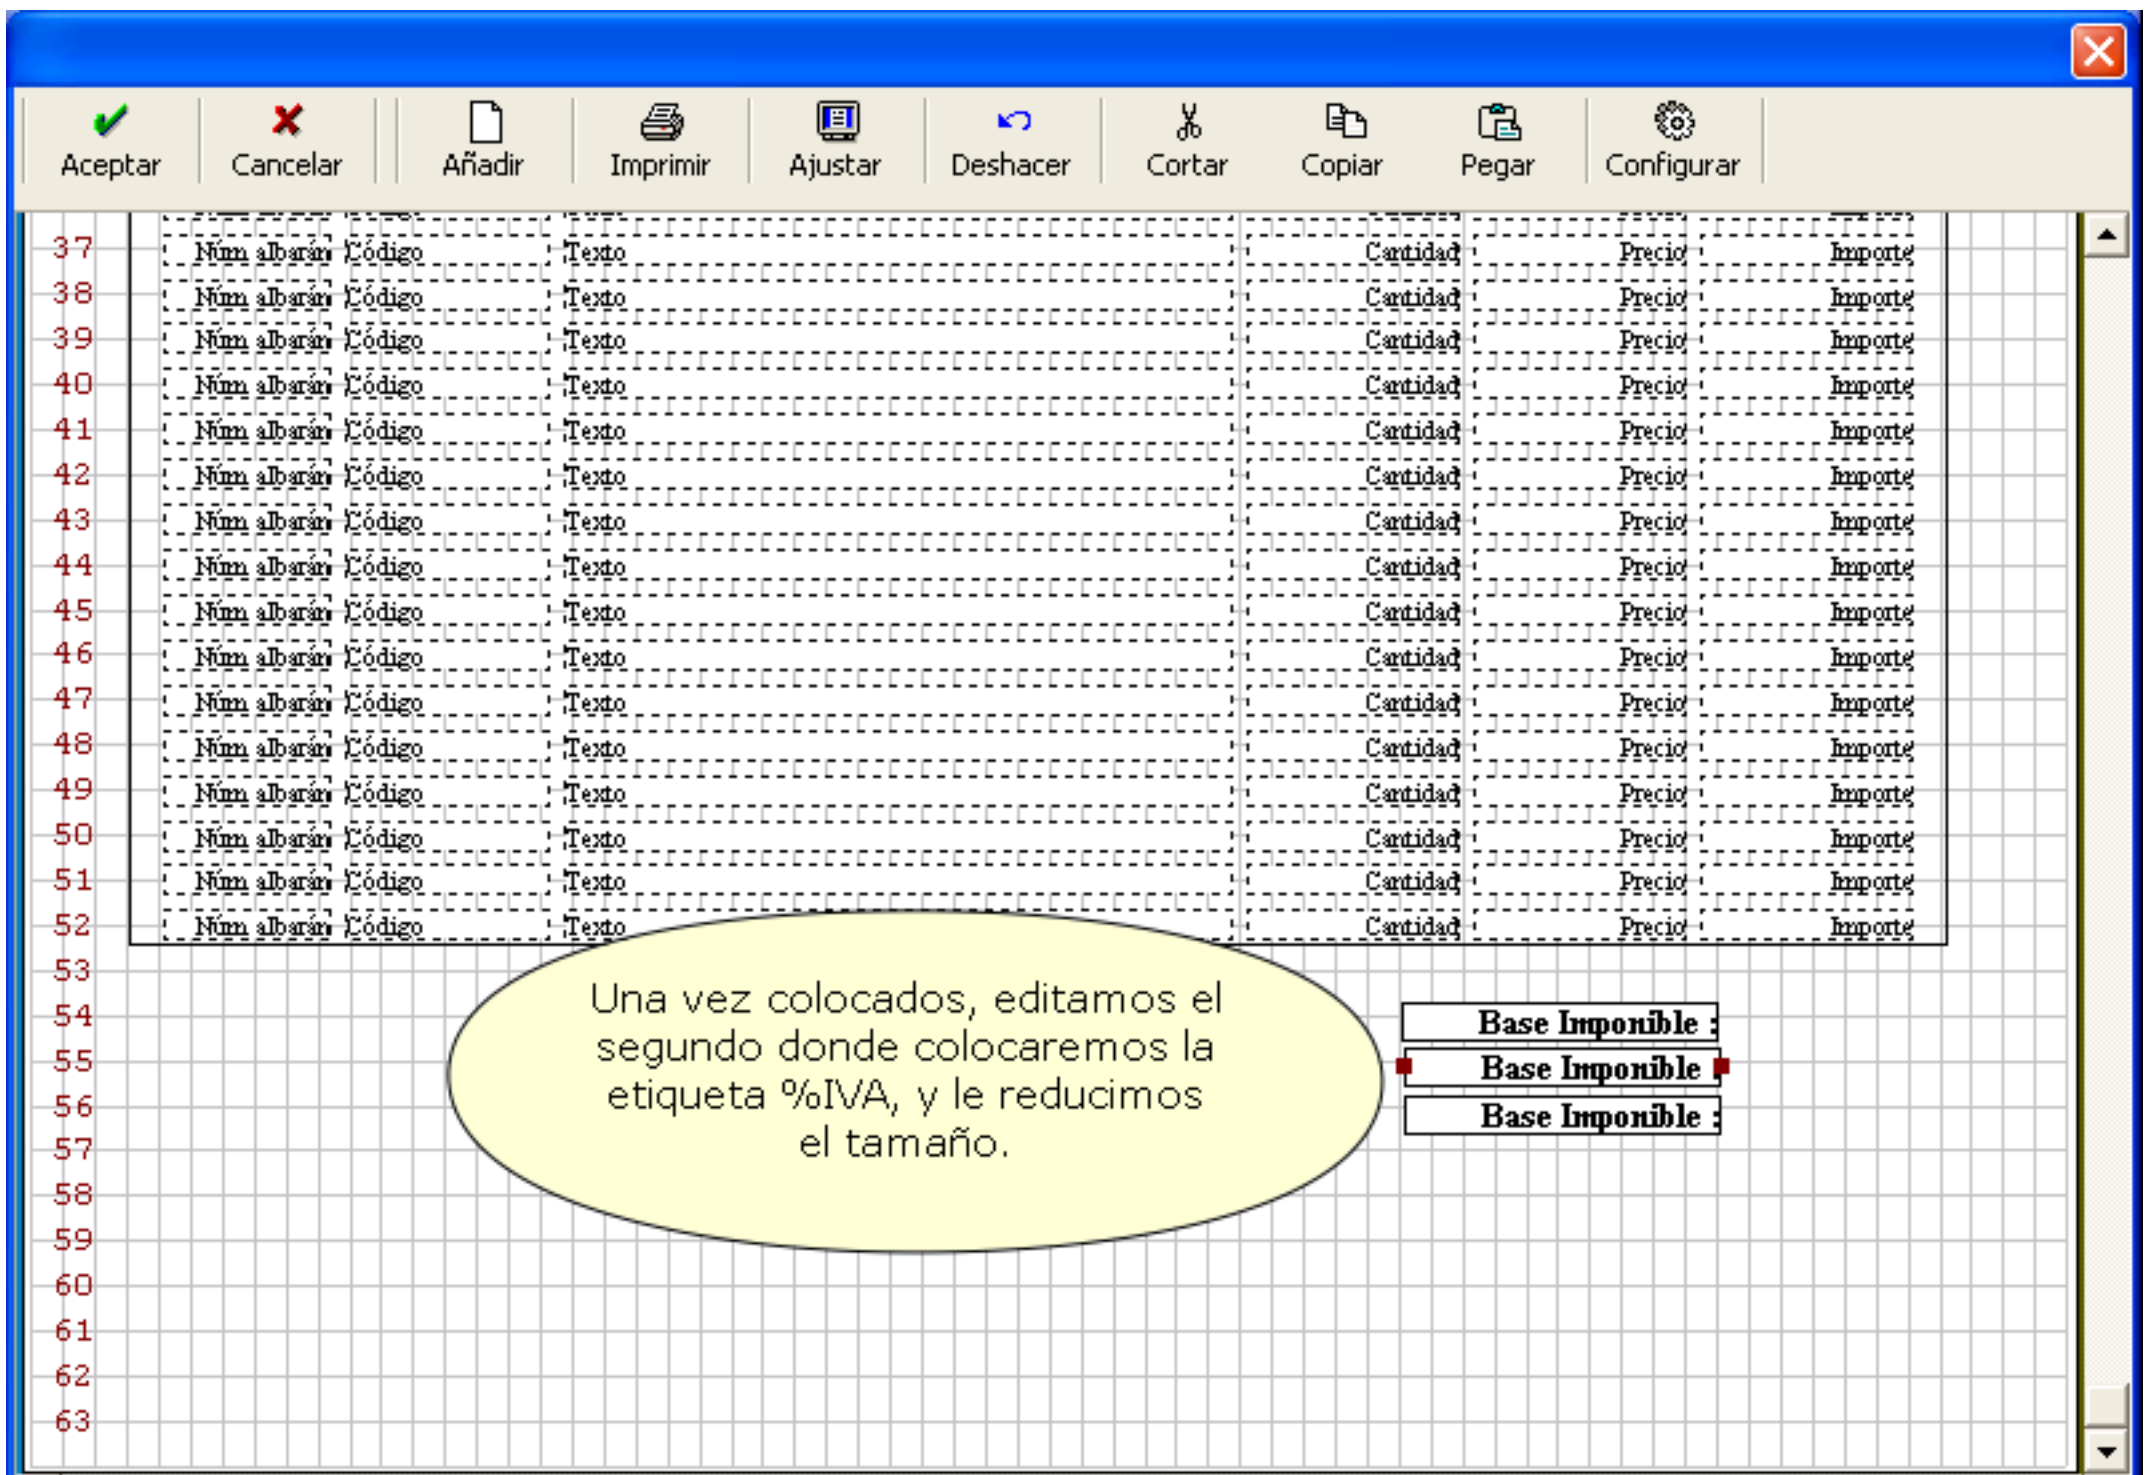 Aceptar Cancelar Añadir Imprimir Ajustar Deshacer Cortar Copiar Pegar Configurar
37 Núm albarán Código Texto Cantidad Precio Importe
38 Núm albarán Código Texto Cantidad Precio Importe
39 Núm albarán Código Texto Cantidad Precio Importe
40 Núm albarán Código Texto Cantidad Precio Importe
41 Núm albarán Código Texto Cantidad Precio Importe
42 Núm albarán Código Texto Cantidad Precio Importe
43 Núm albarán Código Texto Cantidad Precio Importe
44 Núm albarán Código Texto Cantidad Precio Importe
45 Núm albarán Código Texto Cantidad Precio Importe
46 Núm albarán Código Texto Cantidad Precio Importe
47 Núm albarán Código Texto Cantidad Precio Importe
48 Núm albarán Código Texto Cantidad Precio Importe
49 Núm albarán Código Texto Cantidad Precio Importe
50 Núm albarán Código Texto Cantidad Precio Importe
51 Núm albarán Código Texto Cantidad Precio Importe
52 Núm albarán Código Texto Cantidad Precio Importe
53
54
55
56
57
58
59
60
61
62
63
Una vez colocados, editamos el
segundo donde colocaremos la
etiqueta %IVA, y le reducimos
el tamaño.
Base Imponible :
Base Imponible :
Base Imponible :